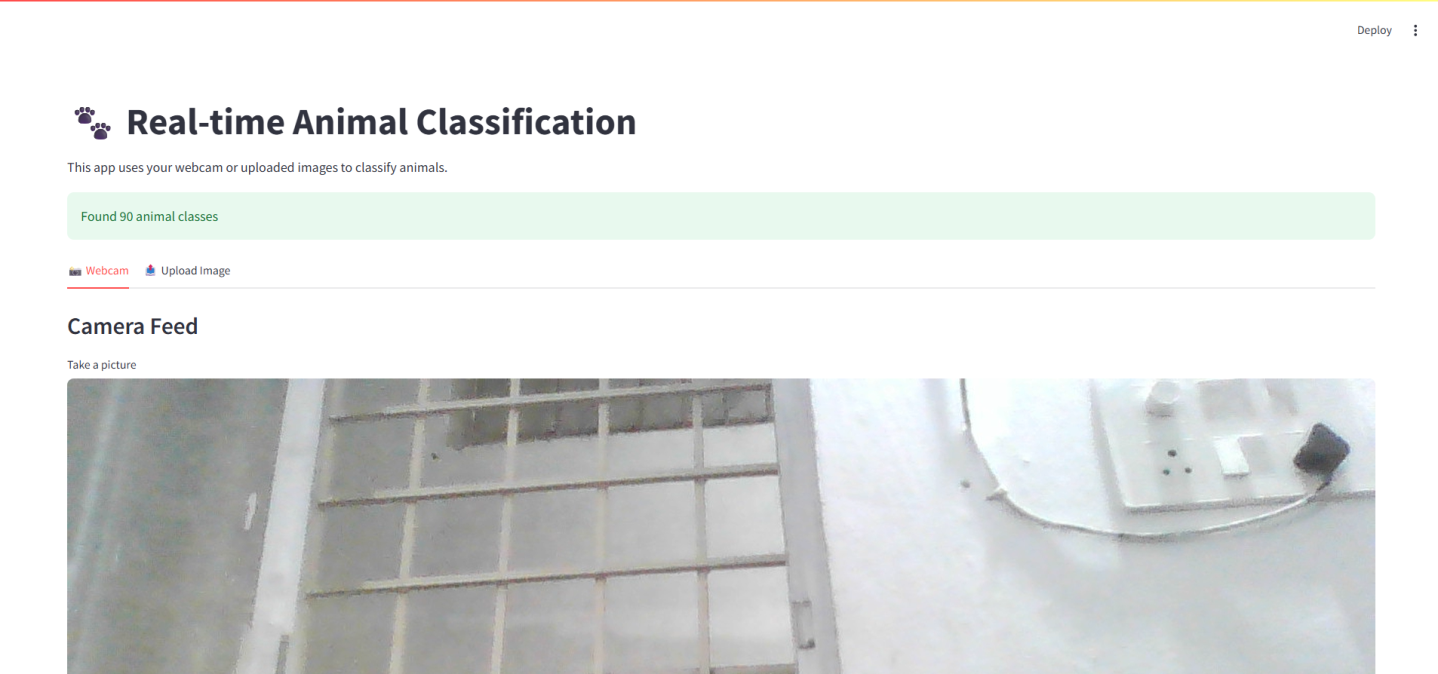 Deploy
Real-time Animal Classification
This app uses your webcam or uploaded images to classify animals.
Found 90 animal classes
Webcam
Upload Image
Camera Feed
Take a picture